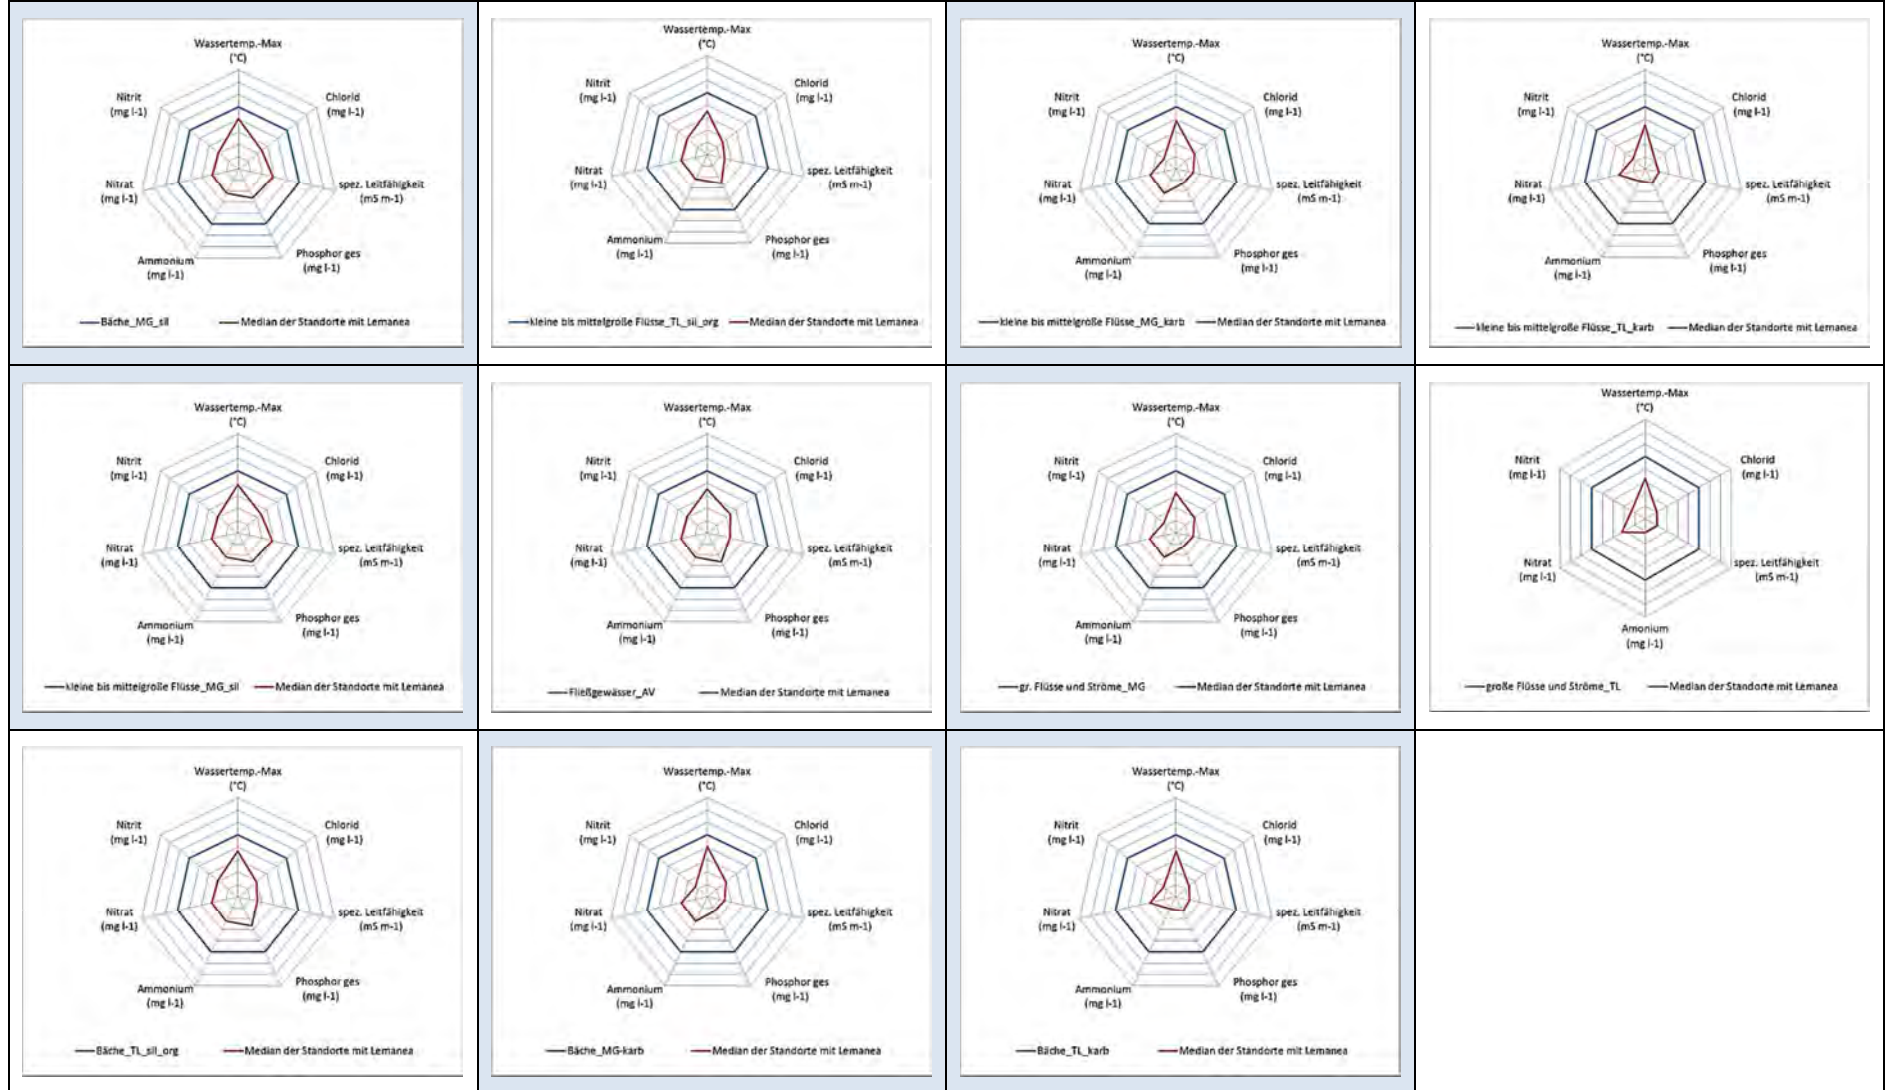 Wassertemp.-Max
(°C)
Nitrit
(mg l-1)
Chlorid
(mg l-1)
Nitrat
(mg l-1)
spez. Leitfähigkeit
(mS m-1)
Ammonium
(mg l-1)
Phosphor ges
(mg l-1)
Bäche_MG_sil
Median der Standorte mit Lemanea
Wassertemp.-Max
(°C)
Nitrit
(mg l-1)
Chlorid
(mg l-1)
Nitrat
(mg l-1)
spez. Leitfähigkeit
(mS m-1)
Ammonium
(mg l-1)
Phosphor ges
(mg l-1)
kleine bis mittelgroße Flüsse_TL_sil_org
Median der Standorte mit Lemanea
Wassertemp.-Max
(°C)
Nitrit
(mg l-1)
Chlorid
(mg l-1)
Nitrat
(mg l-1)
spez. Leitfähigkeit
(mS m-1)
Ammonium
(mg l-1)
Phosphor ges
(mg l-1)
kleine bis mittelgroße Flüsse_MG_karb
Median der Standorte mit Lemanea
Wassertemp.-Max
(°C)
Nitrit
(mg l-1)
Chlorid
(mg l-1)
Nitrat
(mg l-1)
spez. Leitfähigkeit
(mS m-1)
Ammonium
(mg l-1)
Phosphor ges
(mg l-1)
kleine bis mittelgroße Flüsse_TL_karb
Median der Standorte mit Lemanea
Wassertemp.-Max
(°C)
Nitrit
(mg l-1)
Chlorid
(mg l-1)
Nitrat
(mg l-1)
spez. Leitfähigkeit
(mS m-1)
Ammonium
(mg l-1)
Phosphor ges
(mg l-1)
kleine bis mittelgroße Flüsse_MG_sil
Median der Standorte mit Lemanea
Wassertemp.-Max
(°C)
Nitrit
(mg l-1)
Chlorid
(mg l-1)
Nitrat
(mg l-1)
spez. Leitfähigkeit
(mS m-1)
Ammonium
(mg l-1)
Phosphor ges
(mg l-1)
Fließgewässer_AV
Median der Standorte mit Lemanea
Wassertemp.-Max
(°C)
Nitrit
(mg l-1)
Chlorid
(mg l-1)
Nitrat
(mg l-1)
spez. Leitfähigkeit
(mS m-1)
Ammonium
(mg l-1)
Phosphor ges
(mg l-1)
gr. Flüsse und Ströme_MG
Median der Standorte mit Lemanea
Wassertemp.-Max
(°C)
Nitrit
(mg l-1)
Chlorid
(mg l-1)
Nitrat
(mg l-1)
spez. Leitfähigkeit
(mS m-1)
Amonium
(mg l-1)
große Flüsse und Ströme_TL
Median der Standorte mit Lemanea
Wassertemp.-Max
(°C)
Nitrit
(mg l-1)
Chlorid
(mg l-1)
Nitrat
(mg l-1)
spez. Leitfähigkeit
(mS m-1)
Ammonium
(mg l-1)
Phosphor ges
(mg l-1)
Bäche_TL_sil_org
Median der Standorte mit Lemanea
Wassertemp.-Max
(°C)
Nitrit
(mg l-1)
Chlorid
(mg l-1)
Nitrat
(mg l-1)
spez. Leitfähigkeit
(mS m-1)
Ammonium
(mg l-1)
Phosphor ges
(mg l-1)
Bäche_MG-karb
Median der Standorte mit Lemanea
Wassertemp.-Max
(°C)
Nitrit
(mg l-1)
Chlorid
(mg l-1)
Nitrat
(mg l-1)
spez. Leitfähigkeit
(mS m-1)
Ammonium
(mg l-1)
Phosphor ges
(mg l-1)
Bäche_TL_karb
Median der Standorte mit Lemanea